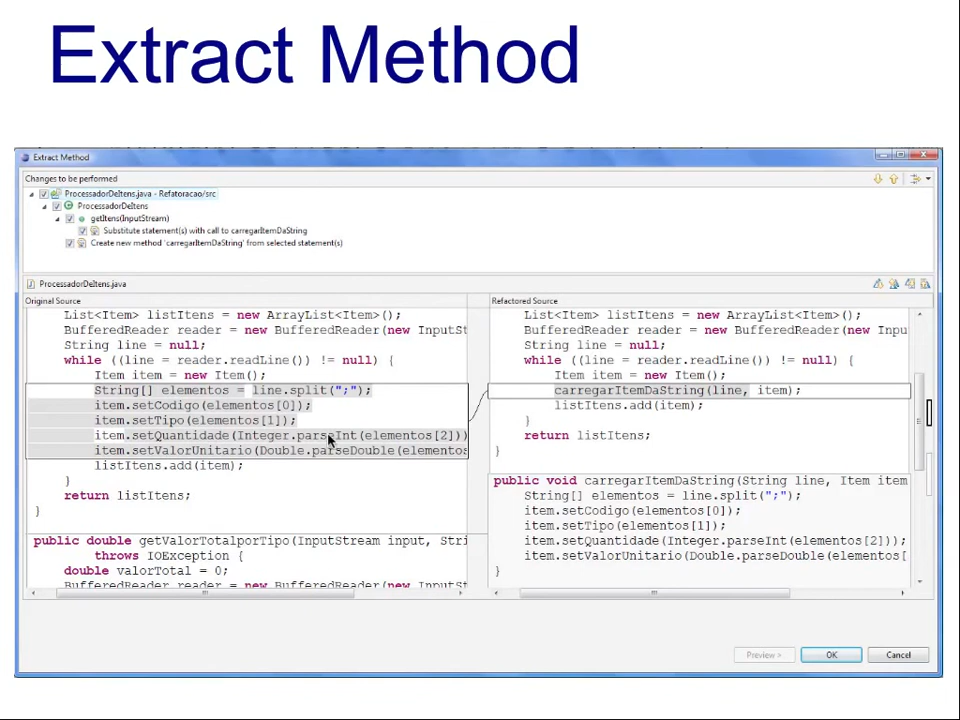 Extract Method
Extract Method
Changes to be performed
ProcessadorDeItens.java - Refatoracao/src
ProcessadorDeItens
getItens(InputStream)
Substitute statement(s) with call to carregarItemDaString
Create new method 'carregarItemDaString' from selected statement(s)
ProcessadorDeItens.java
Original Source
List<Item> listItens = new ArrayList<Item>();
BufferedReader reader = new BufferedReader(new InputSt
String line = null;
while ((line = reader.readLine()) != null) {
Item item = new Item();
String[] elementos = line.split(";");
item.setCodigo(elementos[0]);
item.setTipo(elementos[1]);
item.setQuantidade(Integer.parseInt(elementos[2]))
item.setValorUnitario(Double.parseDouble(elemento
listItens.add(item);
}
return listItens;
}
public double getValorTotalporTipo(InputStream input, Stri
throws IOException {
double valorTotal = 0;
BufferedReader reader = new BufferedReader(new InputSt
Refactored Source
List<Item> listItens = new ArrayList<Item>();
BufferedReader reader = new BufferedReader(new Inpu
String line = null;
while ((line = reader.readLine()) != null) {
Item item = new Item();
carregarItemDaString(line, item);
listItens.add(item);
}
return listItens;
}
public void carregarItemDaString(String line, Item item
String[] elementos = line.split(";");
item.setCodigo(elementos[0]);
item.setTipo(elementos[1]);
item.setQuantidade(Integer.parseInt(elementos[2]));
item.setValorUnitario(Double.parseDouble(elementos[
}
Preview >
OK
Cancel